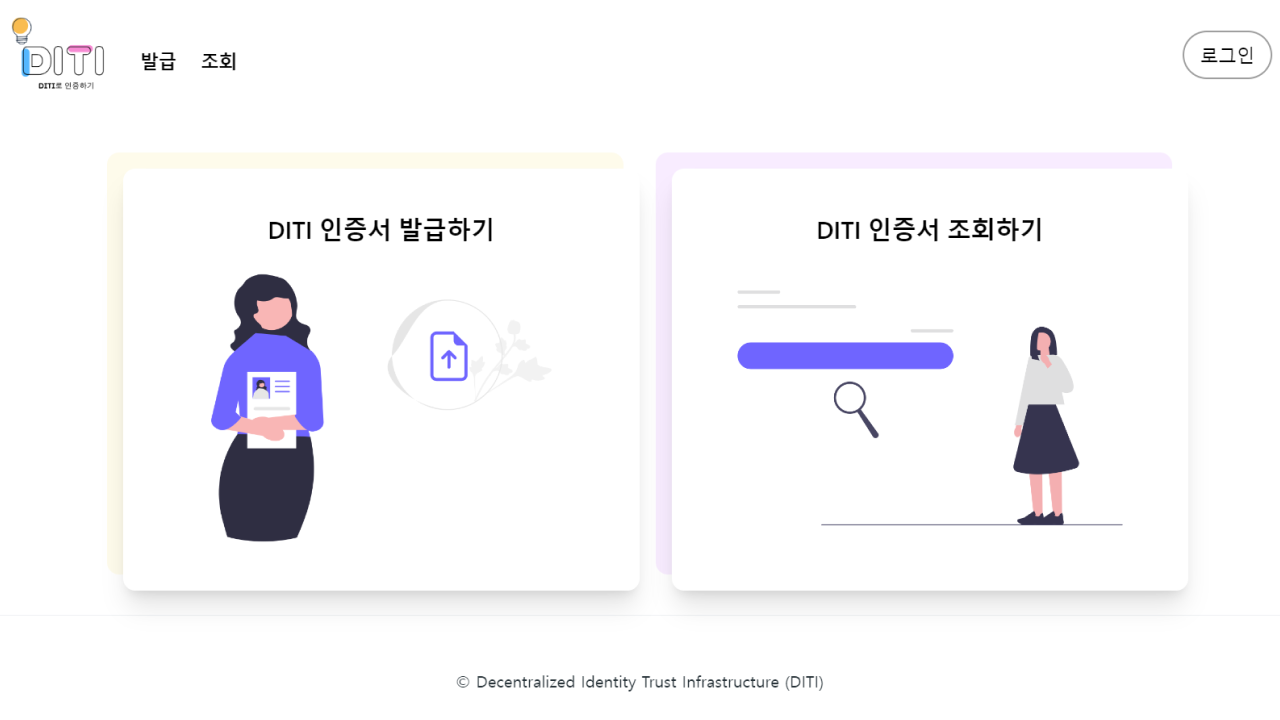 DITI
DITI로 인증하기
발급
조회
로그인
DITI 인증서 발급하기
DITI 인증서 조회하기
© Decentralized Identity Trust Infrastructure (DITI)